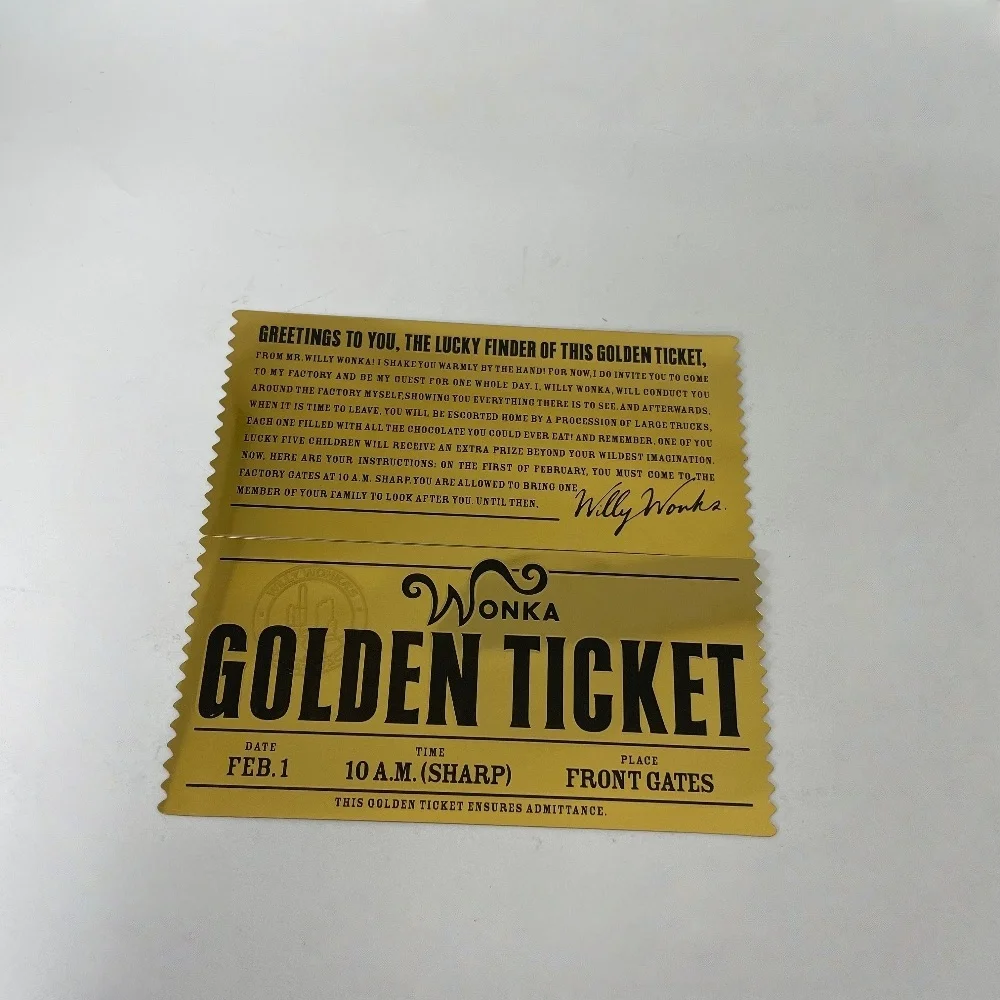 GREETINGS TO YOU, THE LUCKY FINDER OF THIS GOLDEN TICKET,
FROM MR. WILLY WONKA! I SHAKE YOU WARMLY BY THE HAND! FOR NOW, I DO INVITE YOU TO COME
TO MY FACTORY AND BE MY GUEST FOR ONE WHOLE DAY. I, WILLY WONKA, WILL CONDUCT YOU
AROUND THE FACTORY MYSELF, SHOWING YOU EVERYTHING THERE IS TO SEE, AND AFTERWARDS,
WHEN IT IS TIME TO LEAVE, YOU WILL BE ESCORTED HOME BY A PROCESSION OF LARGE TRUCKS,
EACH ONE FILLED WITH ALL THE CHOCOLATE YOU COULD EVER EAT! AND REMEMBER, ONE OF YOU
LUCKY FIVE CHILDREN WILL RECEIVE AN EXTRA PRIZE BEYOND YOUR WILDEST IMAGINATION.
NOW, HERE ARE YOUR INSTRUCTIONS: ON THE FIRST OF FEBRUARY, YOU MUST COME TO THE
FACTORY GATES AT 10 A.M. SHARP. YOU ARE ALLOWED TO BRING ONE
MEMBER OF YOUR FAMILY TO LOOK AFTER YOU. UNTIL THEN,
Willy Wonka.
WONKA
WILLY WONKA'S
GOLDEN TICKET
DATE TIME PLACE
FEB.1 10 A.M. (SHARP) FRONT GATES
THIS GOLDEN TICKET ENSURES ADMITTANCE.